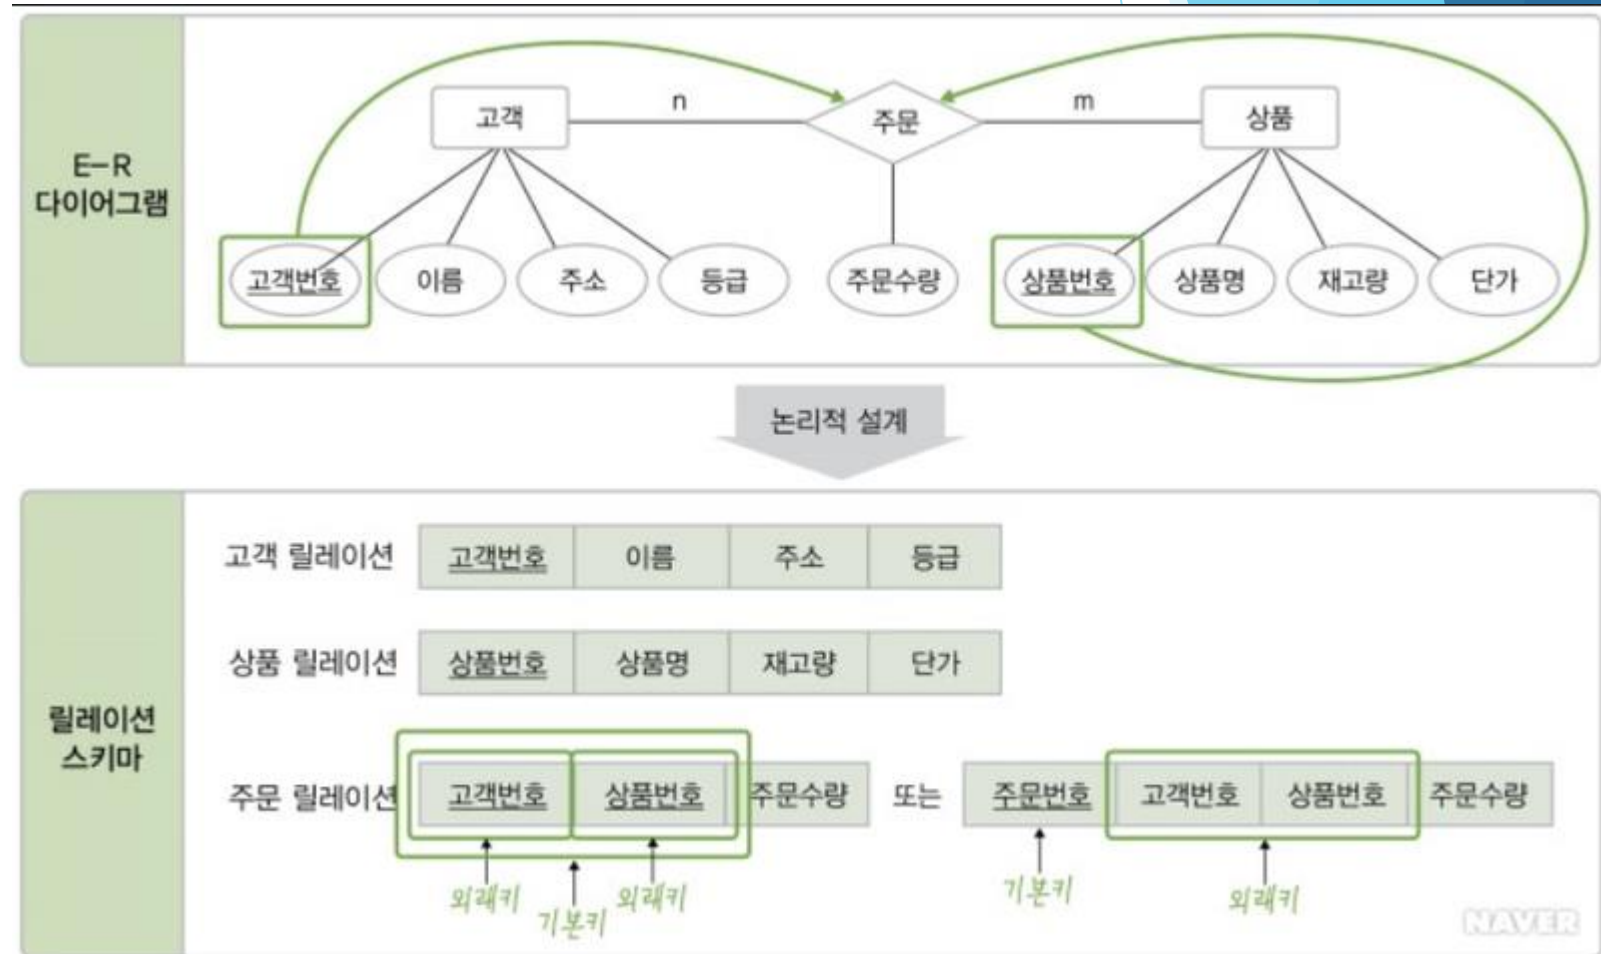 E-R
다이어그램
고객
n
주문
m
상품
고객번호
이름
주소
등급
주문수량
상품번호
상품명
재고량
단가
논리적 설계
릴레이션
스키마
고객 릴레이션
고객번호
이름
주소
등급
상품 릴레이션
상품번호
상품명
재고량
단가
주문 릴레이션
고객번호
상품번호
주문수량
또는
주문번호
고객번호
상품번호
주문수량
외래키
기본키
외래키
기본키
외래키
NAVER